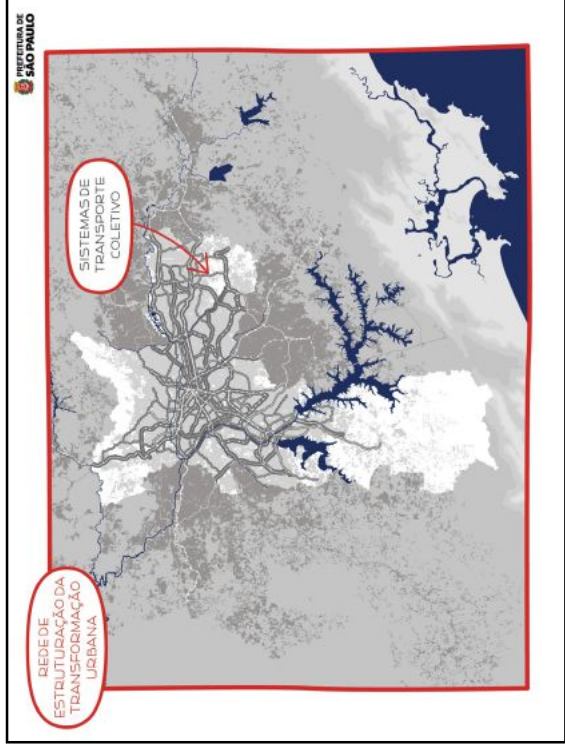 PREFEITURA DE
SÃO PAULO
REDE DE
ESTRUTURAÇÃO DA
TRANSFORMAÇÃO
URBANA
SISTEMAS DE
TRANSPORTE
COLETIVO